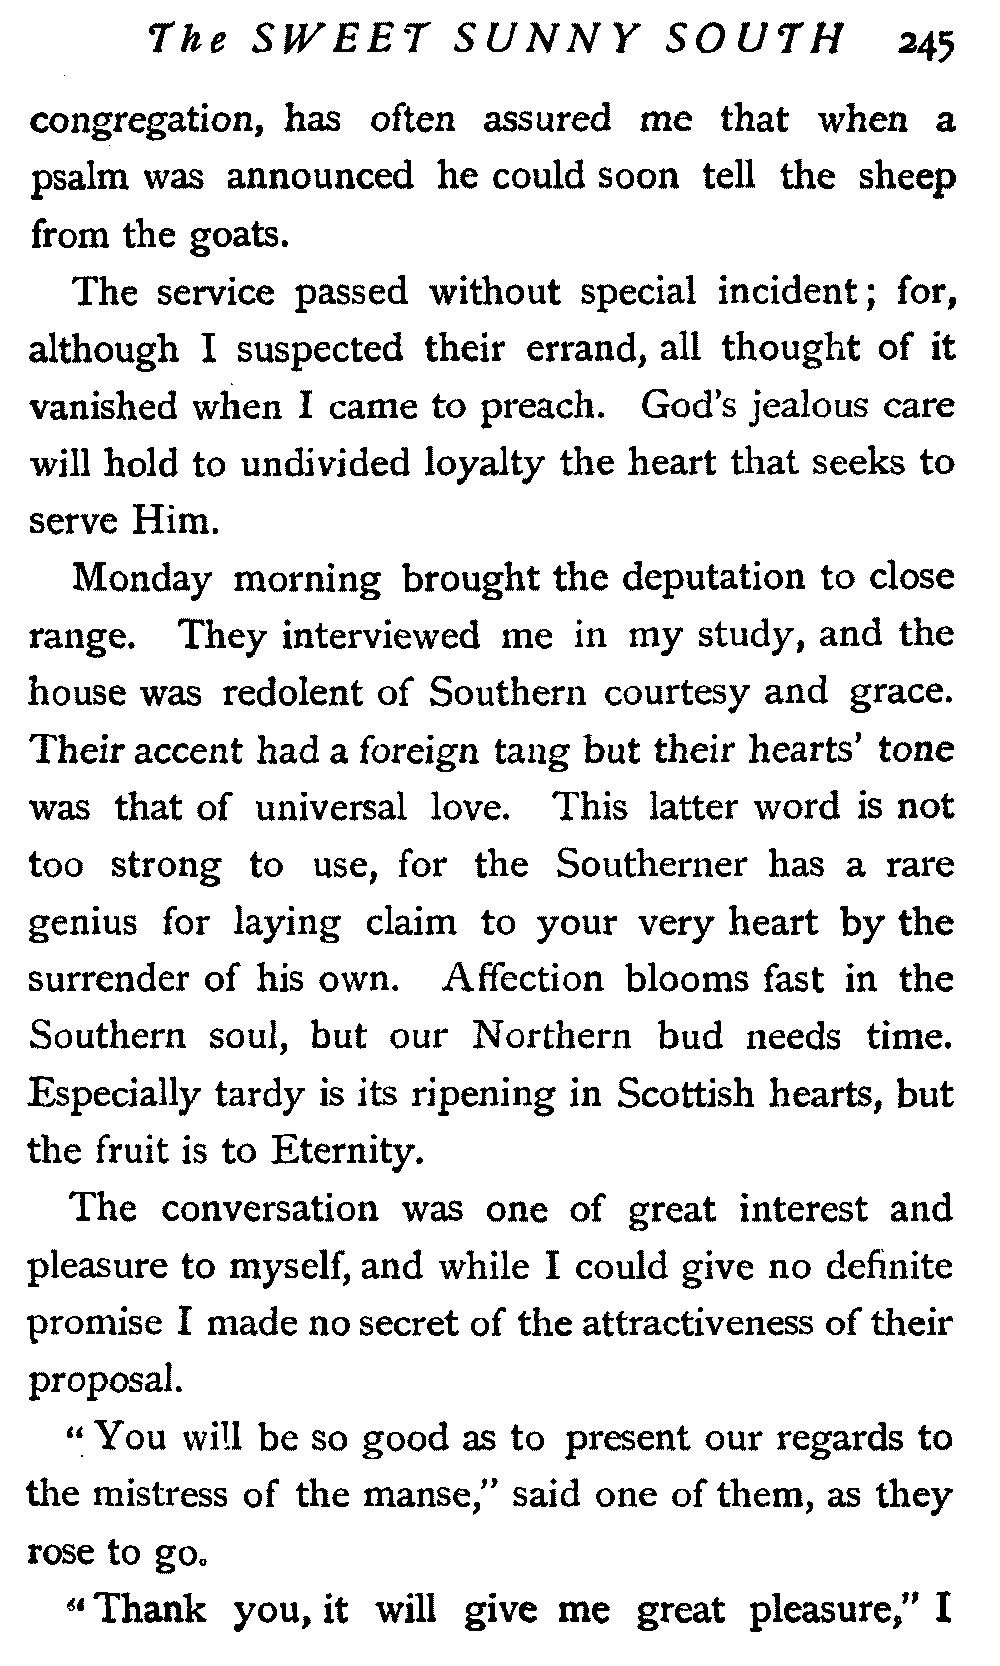 The SWEET SUNNY SOUTH 245
congregation, has often assured me that when a
psalm was announced he could soon tell the sheep
from the goats.
The service passed without special incident; for,
although I suspected their errand, all thought of it
vanished when I came to preach. God's jealous care
will hold to undivided loyalty the heart that seeks to
serve Him.
Monday morning brought the deputation to close
range. They interviewed me in my study, and the
house was redolent of Southern courtesy and grace.
Their accent had a foreign tang but their hearts' tone
was that of universal love. This latter word is not
too strong to use, for the Southerner has a rare
genius for laying claim to your very heart by the
surrender of his own. Affection blooms fast in the
Southern soul, but our Northern bud needs time.
Especially tardy is its ripening in Scottish hearts, but
the fruit is to Eternity.
The conversation was one of great interest and
pleasure to myself, and while I could give no definite
promise I made no secret of the attractiveness of their
proposal.
"You will be so good as to present our regards to
the mistress of the manse," said one of them, as they
rose to go.
"Thank you, it will give me great pleasure," I